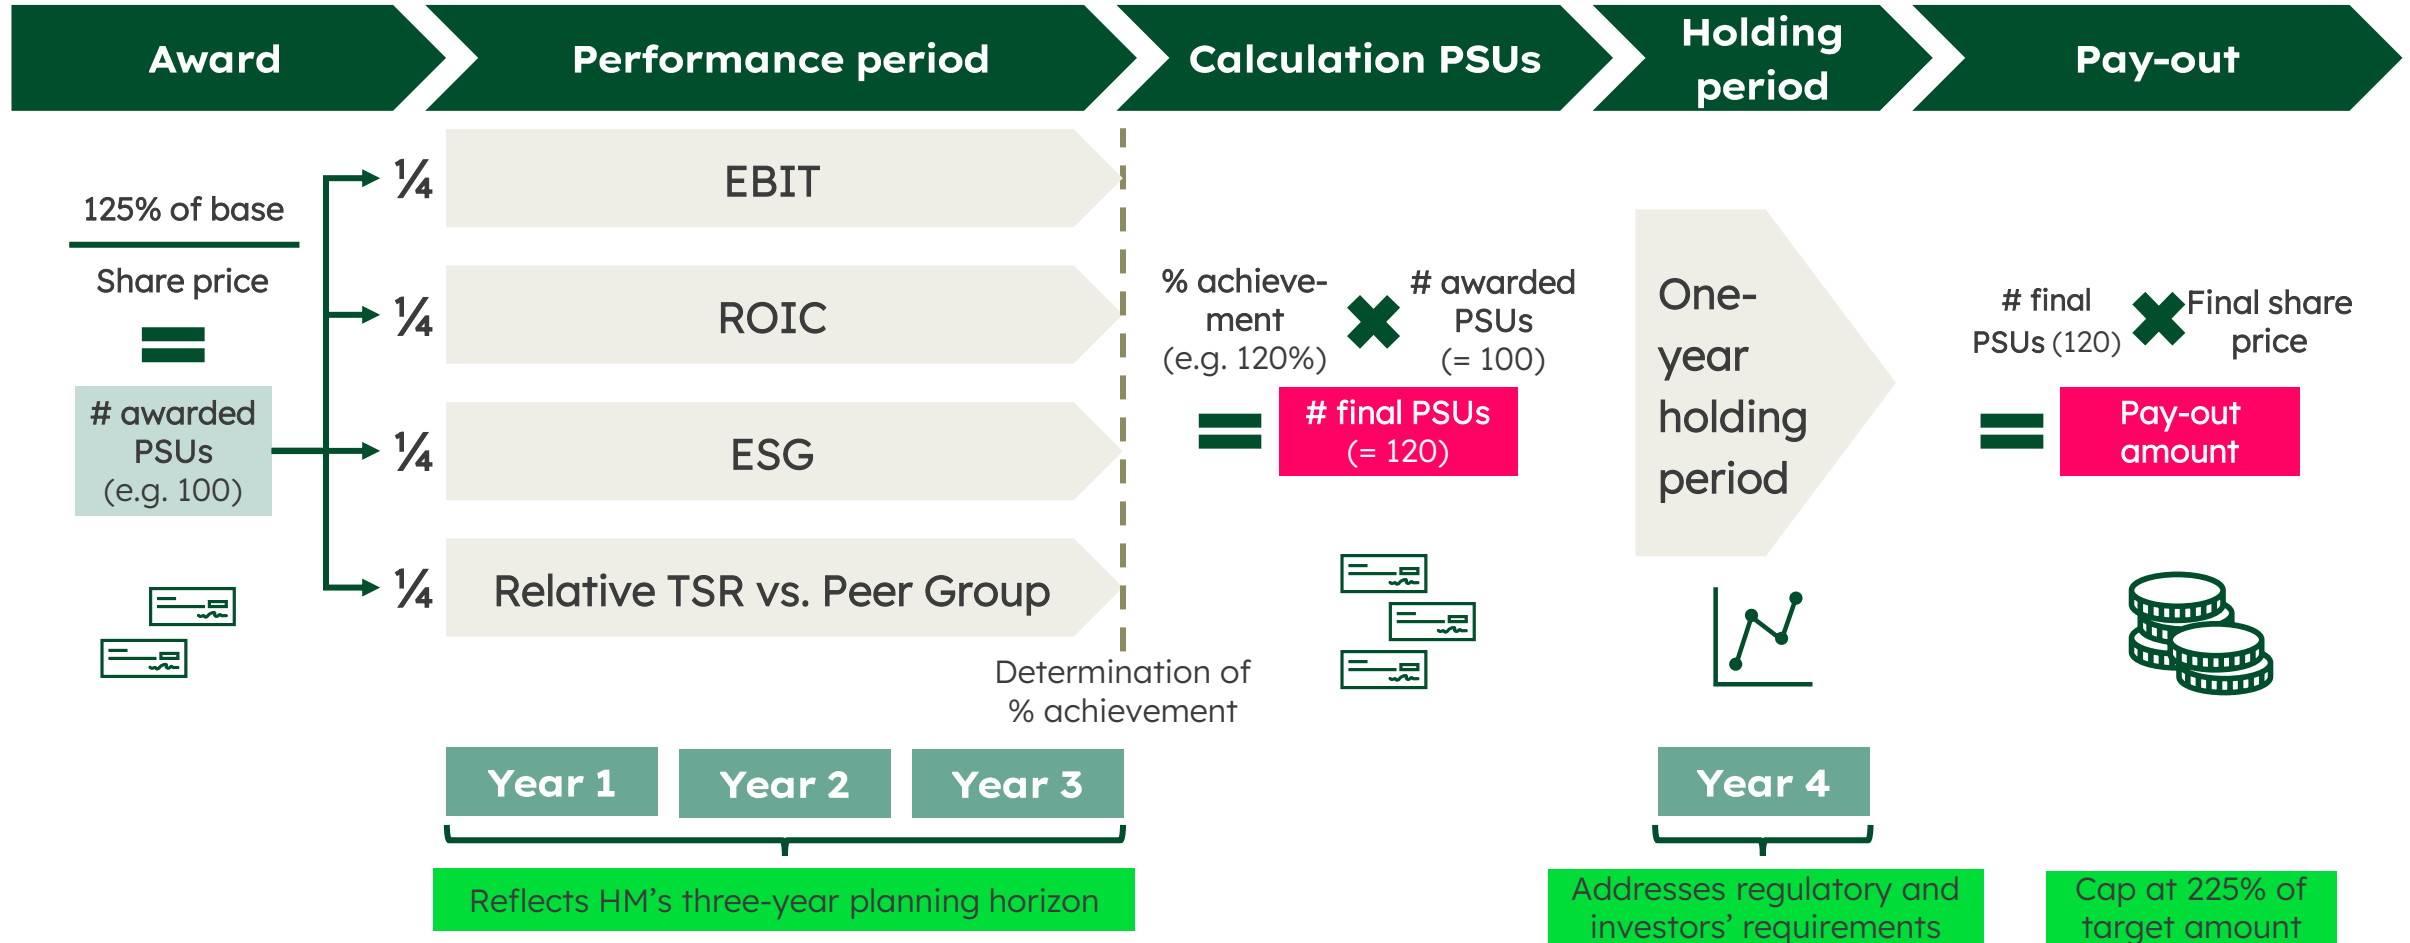 Award
Performance period
Calculation PSUs
Holding
period
Pay-out
125% of base
Share price
# awarded
PSUs
(e.g. 100)
¼
EBIT
¼
ROIC
¼
ESG
¼
Relative TSR vs. Peer Group
Determination of
% achievement
% achieve-
ment
(e.g. 120%)
# awarded
PSUs
(= 100)
# final PSUs
(= 120)
One-
year
holding
period
# final
PSUs (120)
Final share
price
Pay-out
amount
Year 1
Year 2
Year 3
Year 4
Reflects HM’s three-year planning horizon
Addresses regulatory and
investors’ requirements
Cap at 225% of
target amount